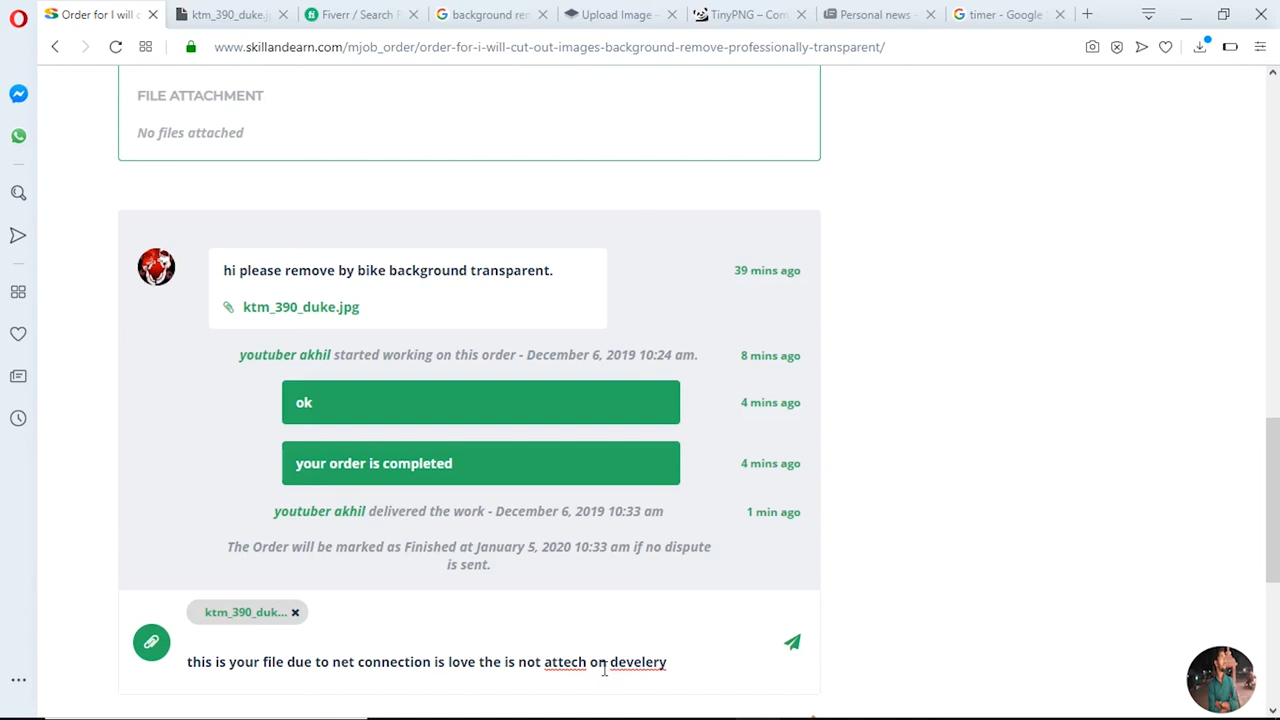 Order for I will
ktm_390_duke.j
Fiverr / Search F
background rem
Upload Image –
TinyPNG – Com
Personal news -
timer - Google S
www.skillandearn.com/mjob_order/order-for-i-will-cut-out-images-background-remove-professionally-transparent/
FILE ATTACHMENT
No files attached
hi please remove by bike background transparent.
39 mins ago
ktm_390_duke.jpg
youtuber akhil started working on this order - December 6, 2019 10:24 am.
8 mins ago
ok
4 mins ago
your order is completed
4 mins ago
youtuber akhil delivered the work - December 6, 2019 10:33 am
1 min ago
The Order will be marked as Finished at January 5, 2020 10:33 am if no dispute
is sent.
ktm_390_duk...
this is your file due to net connection is love the is not attech on develery